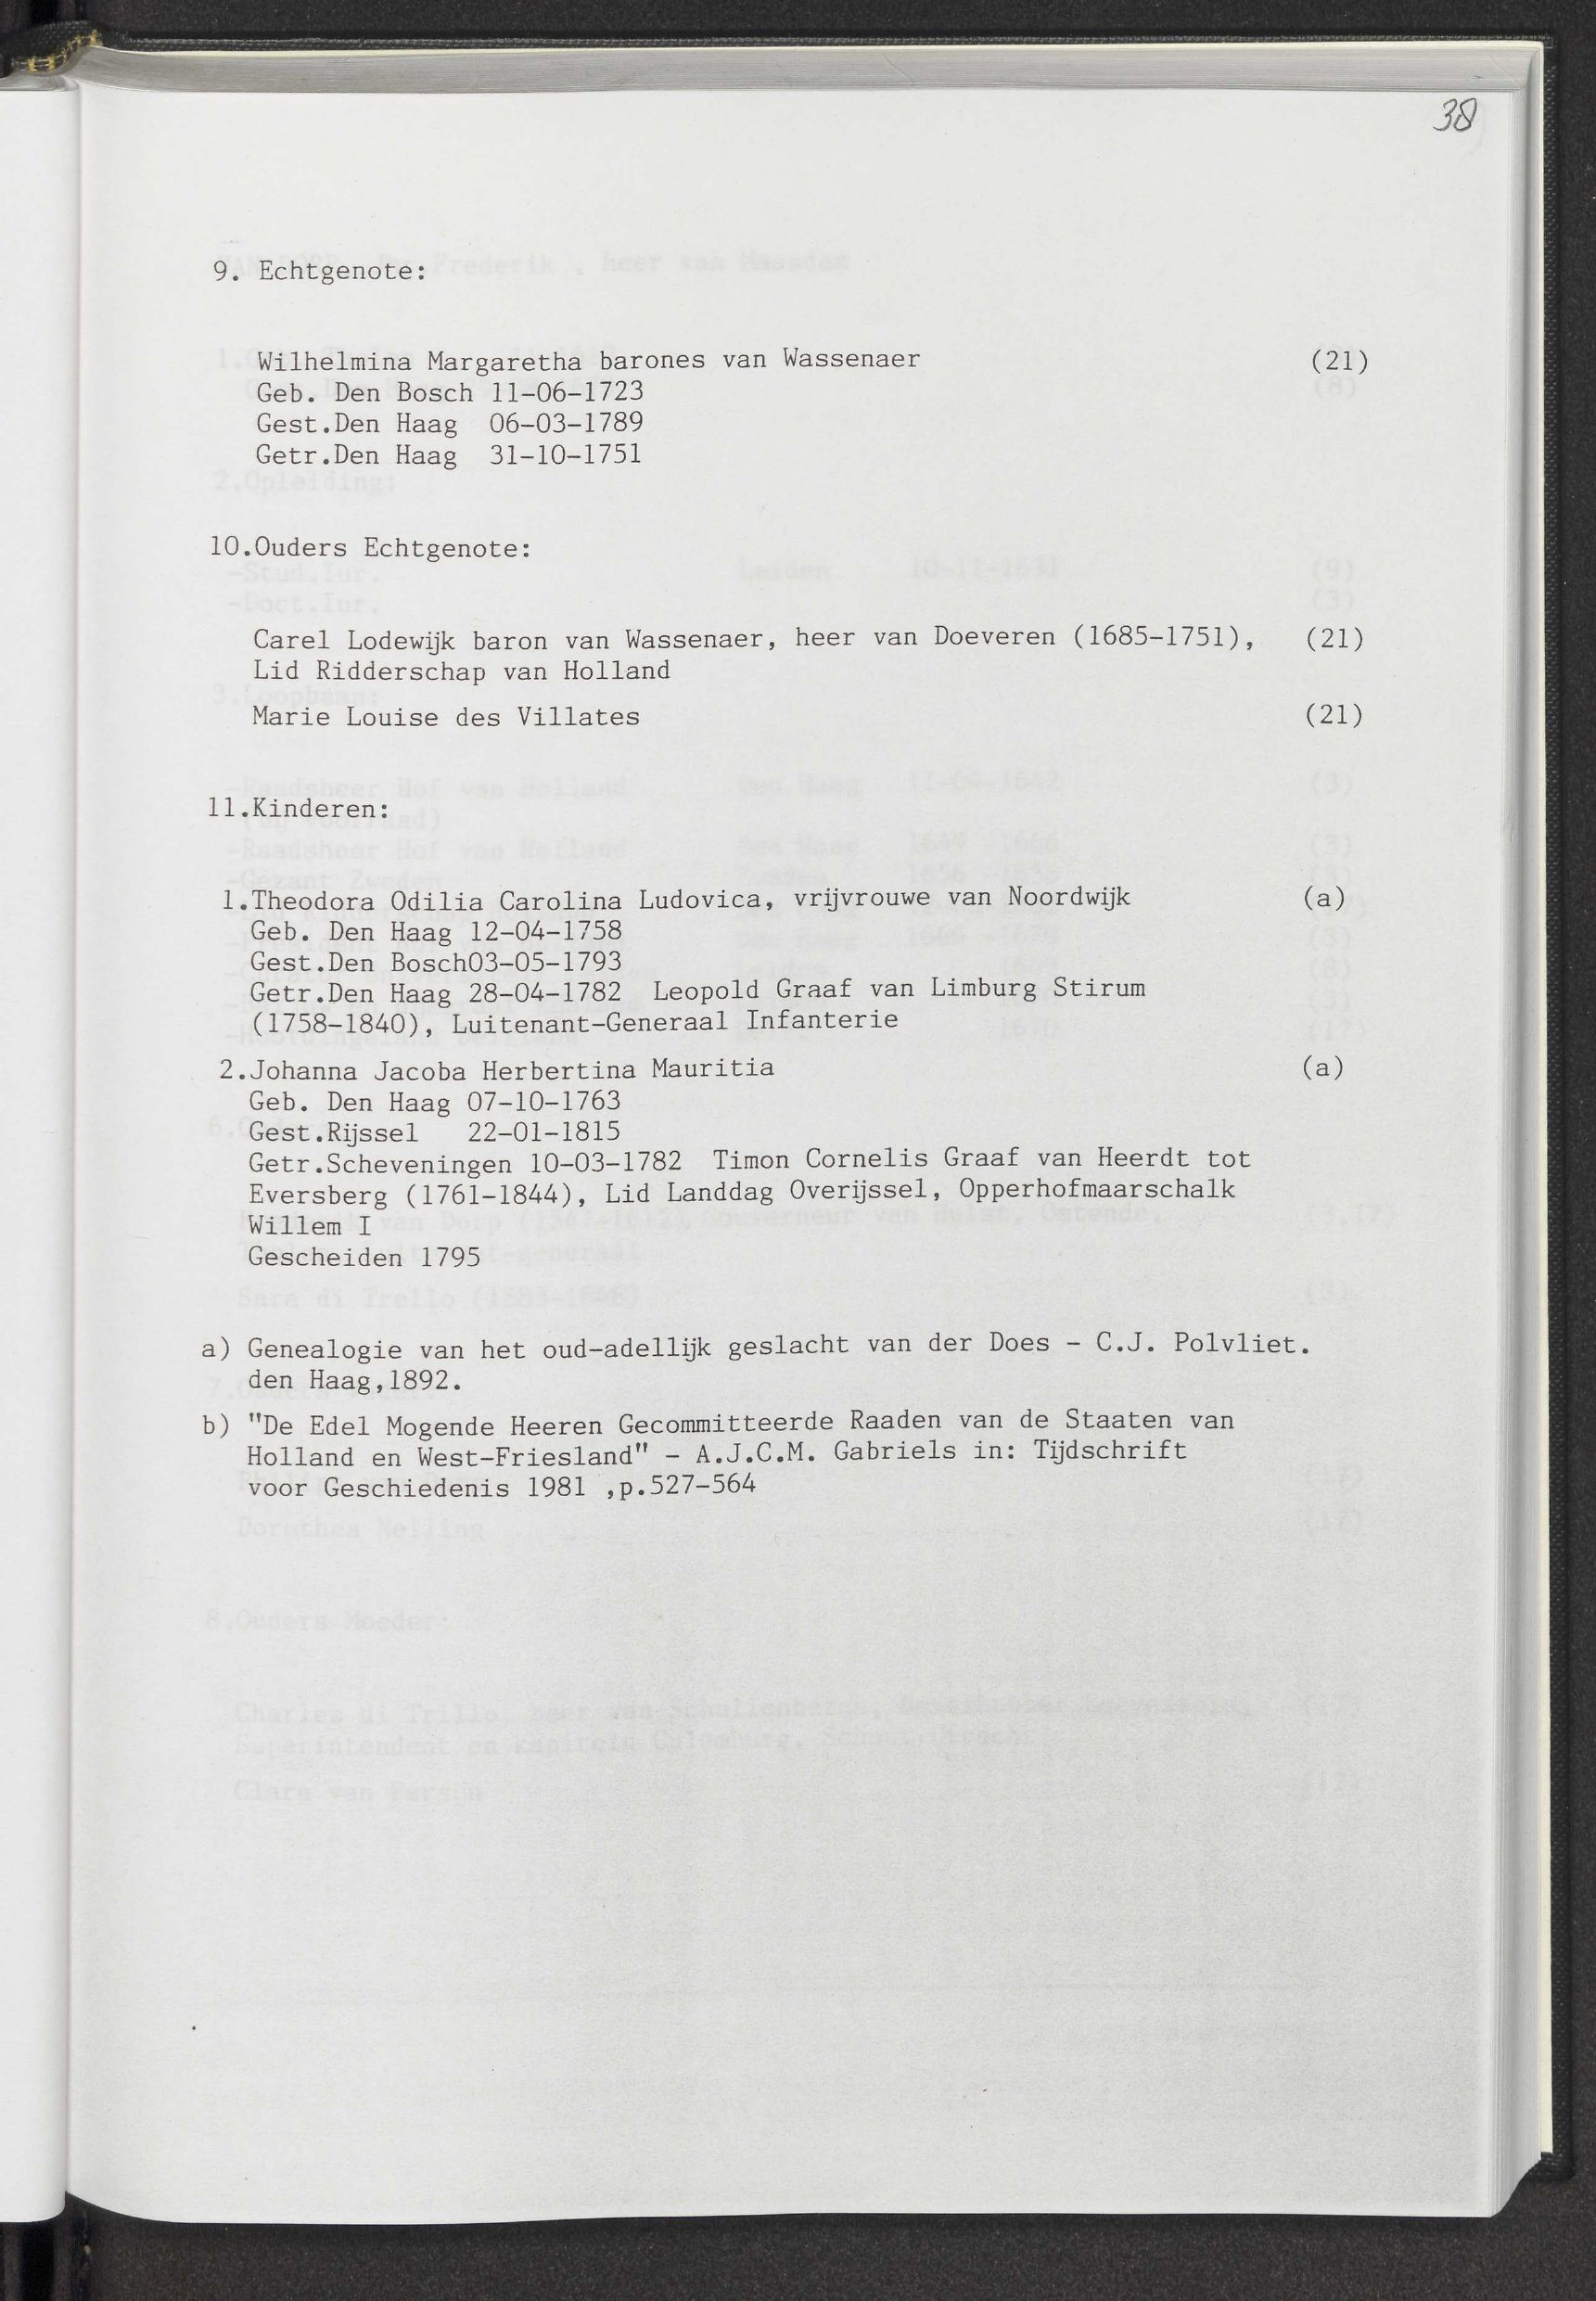 38
9. Echtgenote:
Wilhelmina Margaretha barones van Wassenaer (21)
Geb. Den Bosch 11-06-1723
Gest.Den Haag 06-03-1789
Getr.Den Haag 31-10-1751
10.Ouders Echtgenote:
Carel Lodewijk baron van Wassenaer, heer van Doeveren (1685-1751), (21)
Lid Ridderschap van Holland
Marie Louise des Villates (21)
11.Kinderen:
1.Theodora Odilia Carolina Ludovica, vrijvrouwe van Noordwijk (a)
Geb. Den Haag 12-04-1758
Gest.Den Bosch03-05-1793
Getr.Den Haag 28-04-1782 Leopold Graaf van Limburg Stirum
(1758-1840), Luitenant-Generaal Infanterie
2.Johanna Jacoba Herbertina Mauritia (a)
Geb. Den Haag 07-10-1763
Gest.Rijssel 22-01-1815
Getr.Scheveningen 10-03-1782 Timon Cornelis Graaf van Heerdt tot
Eversberg (1761-1844), Lid Landdag Overijssel, Opperhofmaarschalk
Willem I
Gescheiden 1795
a) Genealogie van het oud-adellijk geslacht van der Does - C.J. Polvliet.
den Haag,1892.
b) "De Edel Mogende Heeren Gecommitteerde Raaden van de Staaten van
Holland en West-Friesland" - A.J.C.M. Gabriels in: Tijdschrift
voor Geschiedenis 1981 ,p.527-564